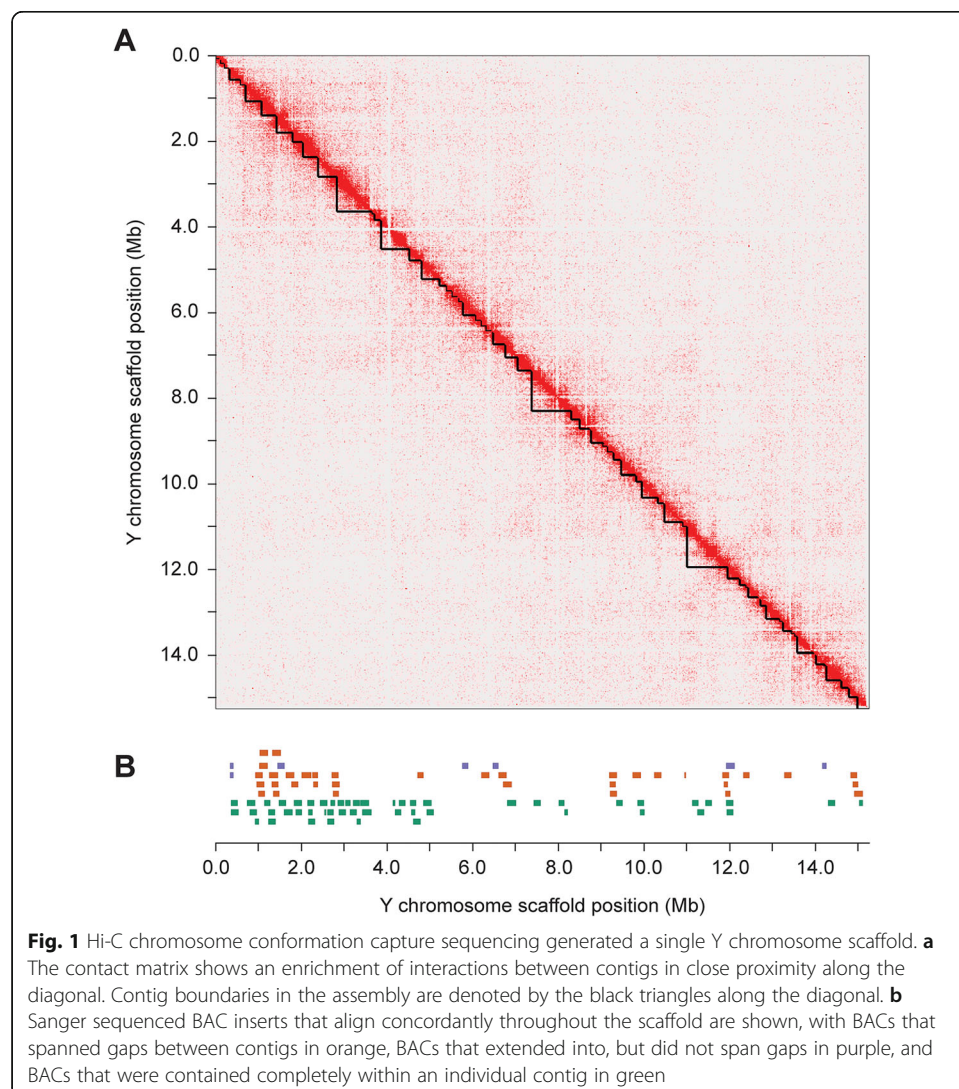 A
0.0
2.0
4.0
6.0
8.0
10.0
12.0
14.0
Y chromosome scaffold position (Mb)
B
0.0 2.0 4.0 6.0 8.0 10.0 12.0 14.0
Y chromosome scaffold position (Mb)
Fig. 1 Hi-C chromosome conformation capture sequencing generated a single Y chromosome scaffold. a
The contact matrix shows an enrichment of interactions between contigs in close proximity along the
diagonal. Contig boundaries in the assembly are denoted by the black triangles along the diagonal. b
Sanger sequenced BAC inserts that align concordantly throughout the scaffold are shown, with BACs that
spanned gaps between contigs in orange, BACs that extended into, but did not span gaps in purple, and
BACs that were contained completely within an individual contig in green